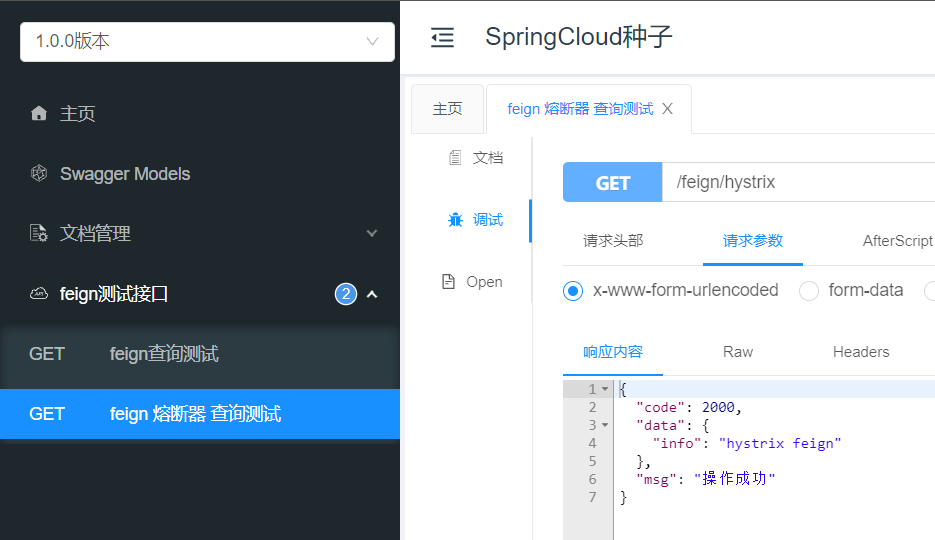 1.0.0版本
主页
Swagger Models
文档管理
feign测试接口 2
GET feign查询测试
GET feign 熔断器 查询测试
SpringCloud种子
主页 feign 熔断器 查询测试 X
文档
调试
Open
GET /feign/hystrix
请求头部 请求参数 AfterScript
x-www-form-urlencoded form-data
响应内容 Raw Headers
1 {
2 "code": 2000,
3 "data": {
4 "info": "hystrix feign"
5 },
6 "msg": "操作成功"
7 }